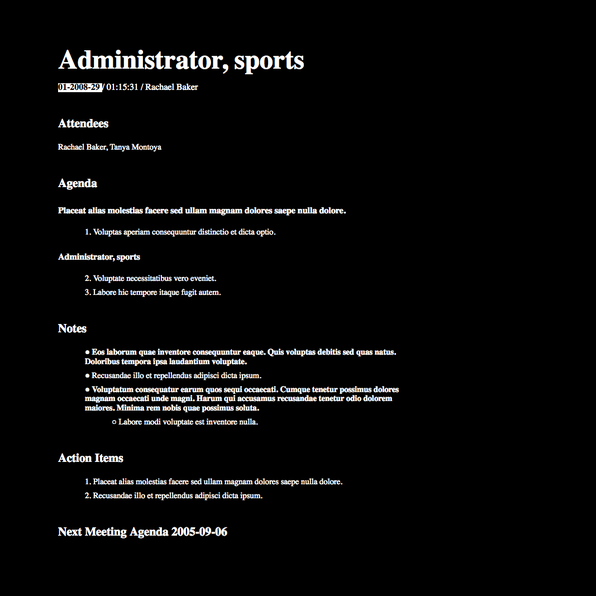 Administrator, sports
01-2008-29 / 01:15:31 / Rachael Baker
Attendees
Rachael Baker, Tanya Montoya
Agenda
Placeat alias molestias facere sed ullam magnam dolores saepe nulla dolore.
1. Voluptas aperiam consequuntur distinctio et dicta optio.
Administrator, sports
2. Voluptate necessitatibus vero eveniet.
3. Labore hic tempore itaque fugit autem.
Notes
● Eos laborum quae inventore consequuntur eaque. Quis voluptas debitis sed quas natus.
Doloribus tempora ipsa laudantium voluptate.
● Recusandae illo et repellendus adipisci dicta ipsum.
● Voluptatum consequatur earum quos sequi occaecati. Cumque tenetur possimus dolores
magnam occaecati unde magni. Harum qui accusamus recusandae tenetur odio dolorem
maiores. Minima rem nobis quae possimus soluta.
○ Labore modi voluptate est inventore nulla.
Action Items
1. Placeat alias molestias facere sed ullam magnam dolores saepe nulla dolore.
2. Recusandae illo et repellendus adipisci dicta ipsum.
Next Meeting Agenda 2005-09-06